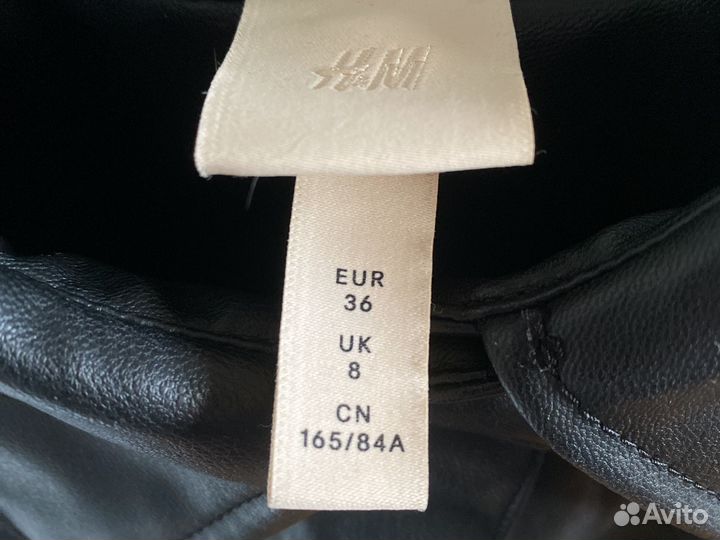 H&M
EUR
36
UK
8
CN
165/84A
Avito